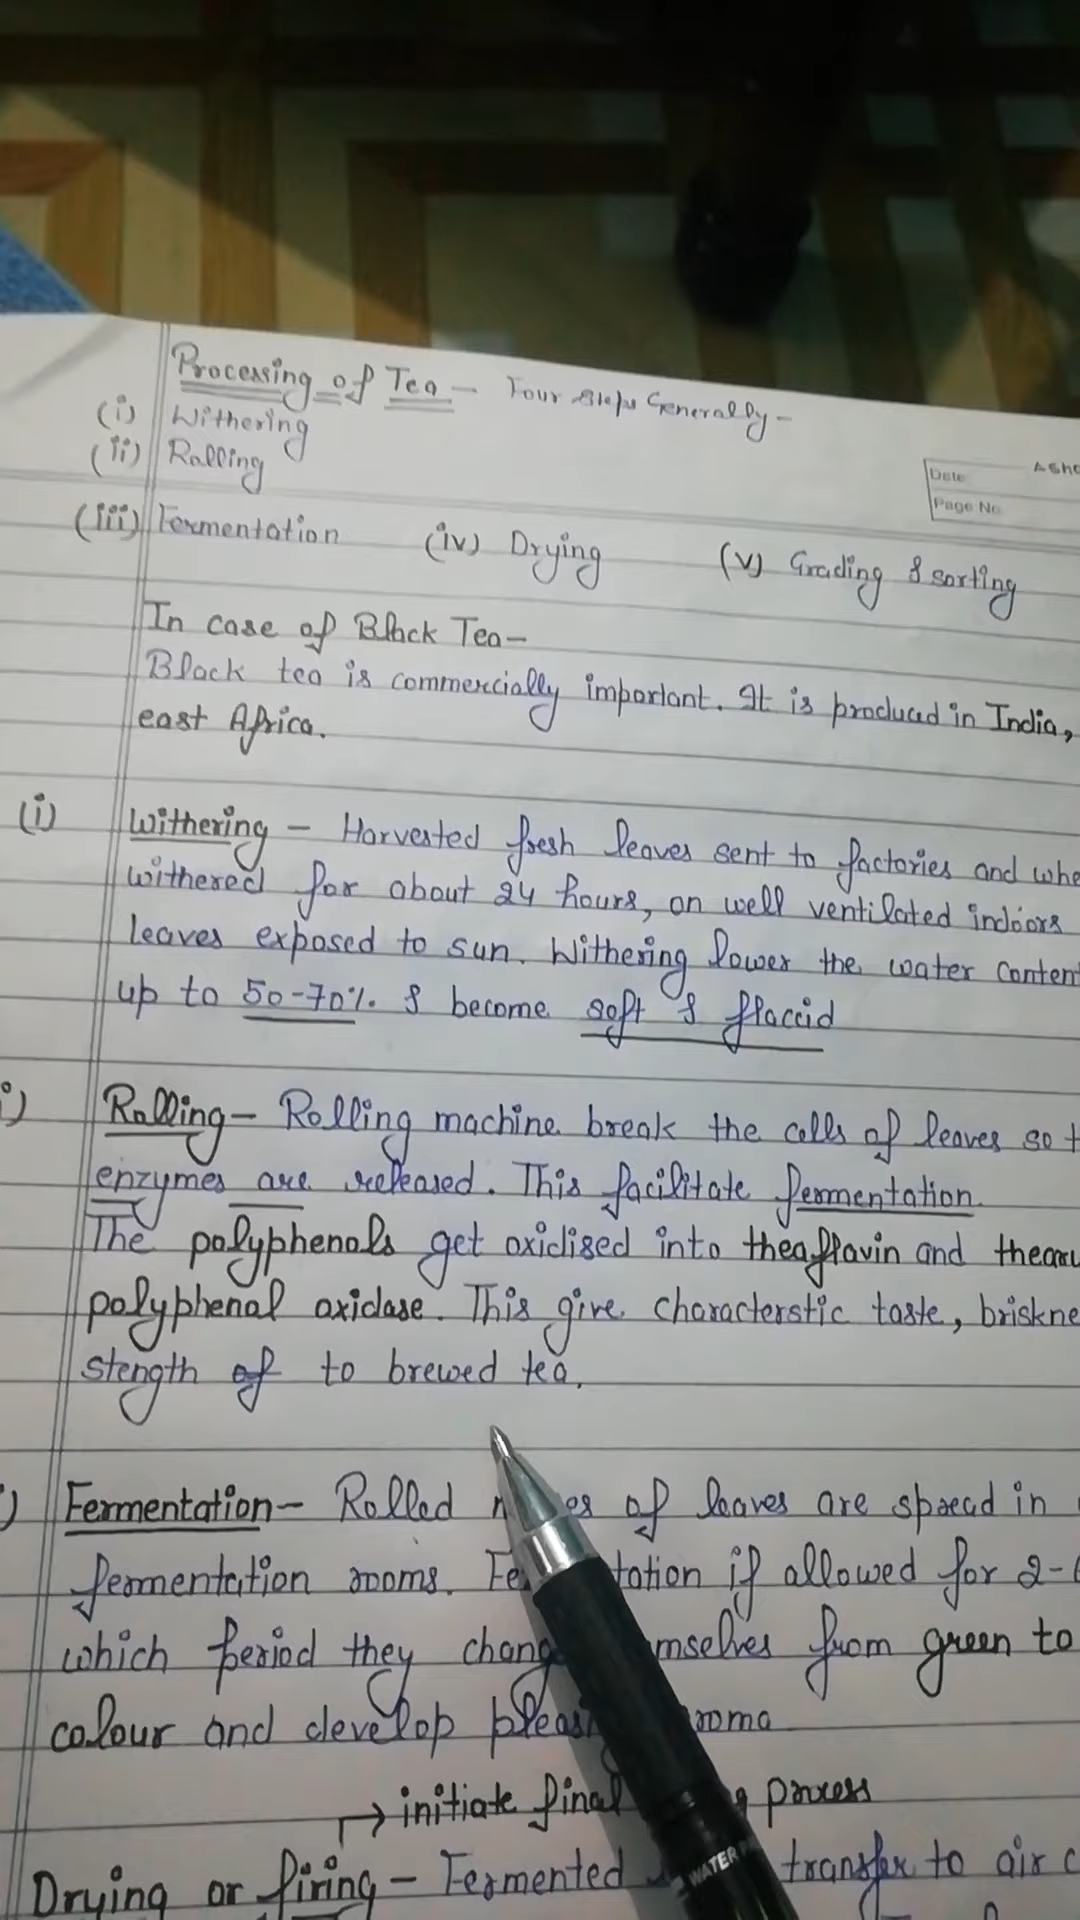 Processing of Tea - Four Steps Generally -
(i) Withering
(ii) Rolling
Date
Page No
(iii) Fermentation (iv) Drying (v) Grading & sorting
In case of Black Tea-
Black tea is commercially important. It is produced in India,
east Africa.
(i) Withering - Harvested fresh leaves sent to factories and
withered for about 24 hours, on well ventilated indoors
leaves exposed to sun. Withering lower the water
up to 50-70% & become soft & flaccid
Rolling - Rolling machine break the cells of leaves so
enzymes are released. This facilitate fermentation.
The polyphenols get oxidised into theaflavin and
polyphenol oxidase. This give characterstic taste,
stength of to brewed tea.
Fermentation - Rolled of leaves are spread in
fermentation rooms. if allowed for 2-
which period they from green to
colour and develop
→ initiate final process
Drying or firing - Fermented transfer to air
WATER